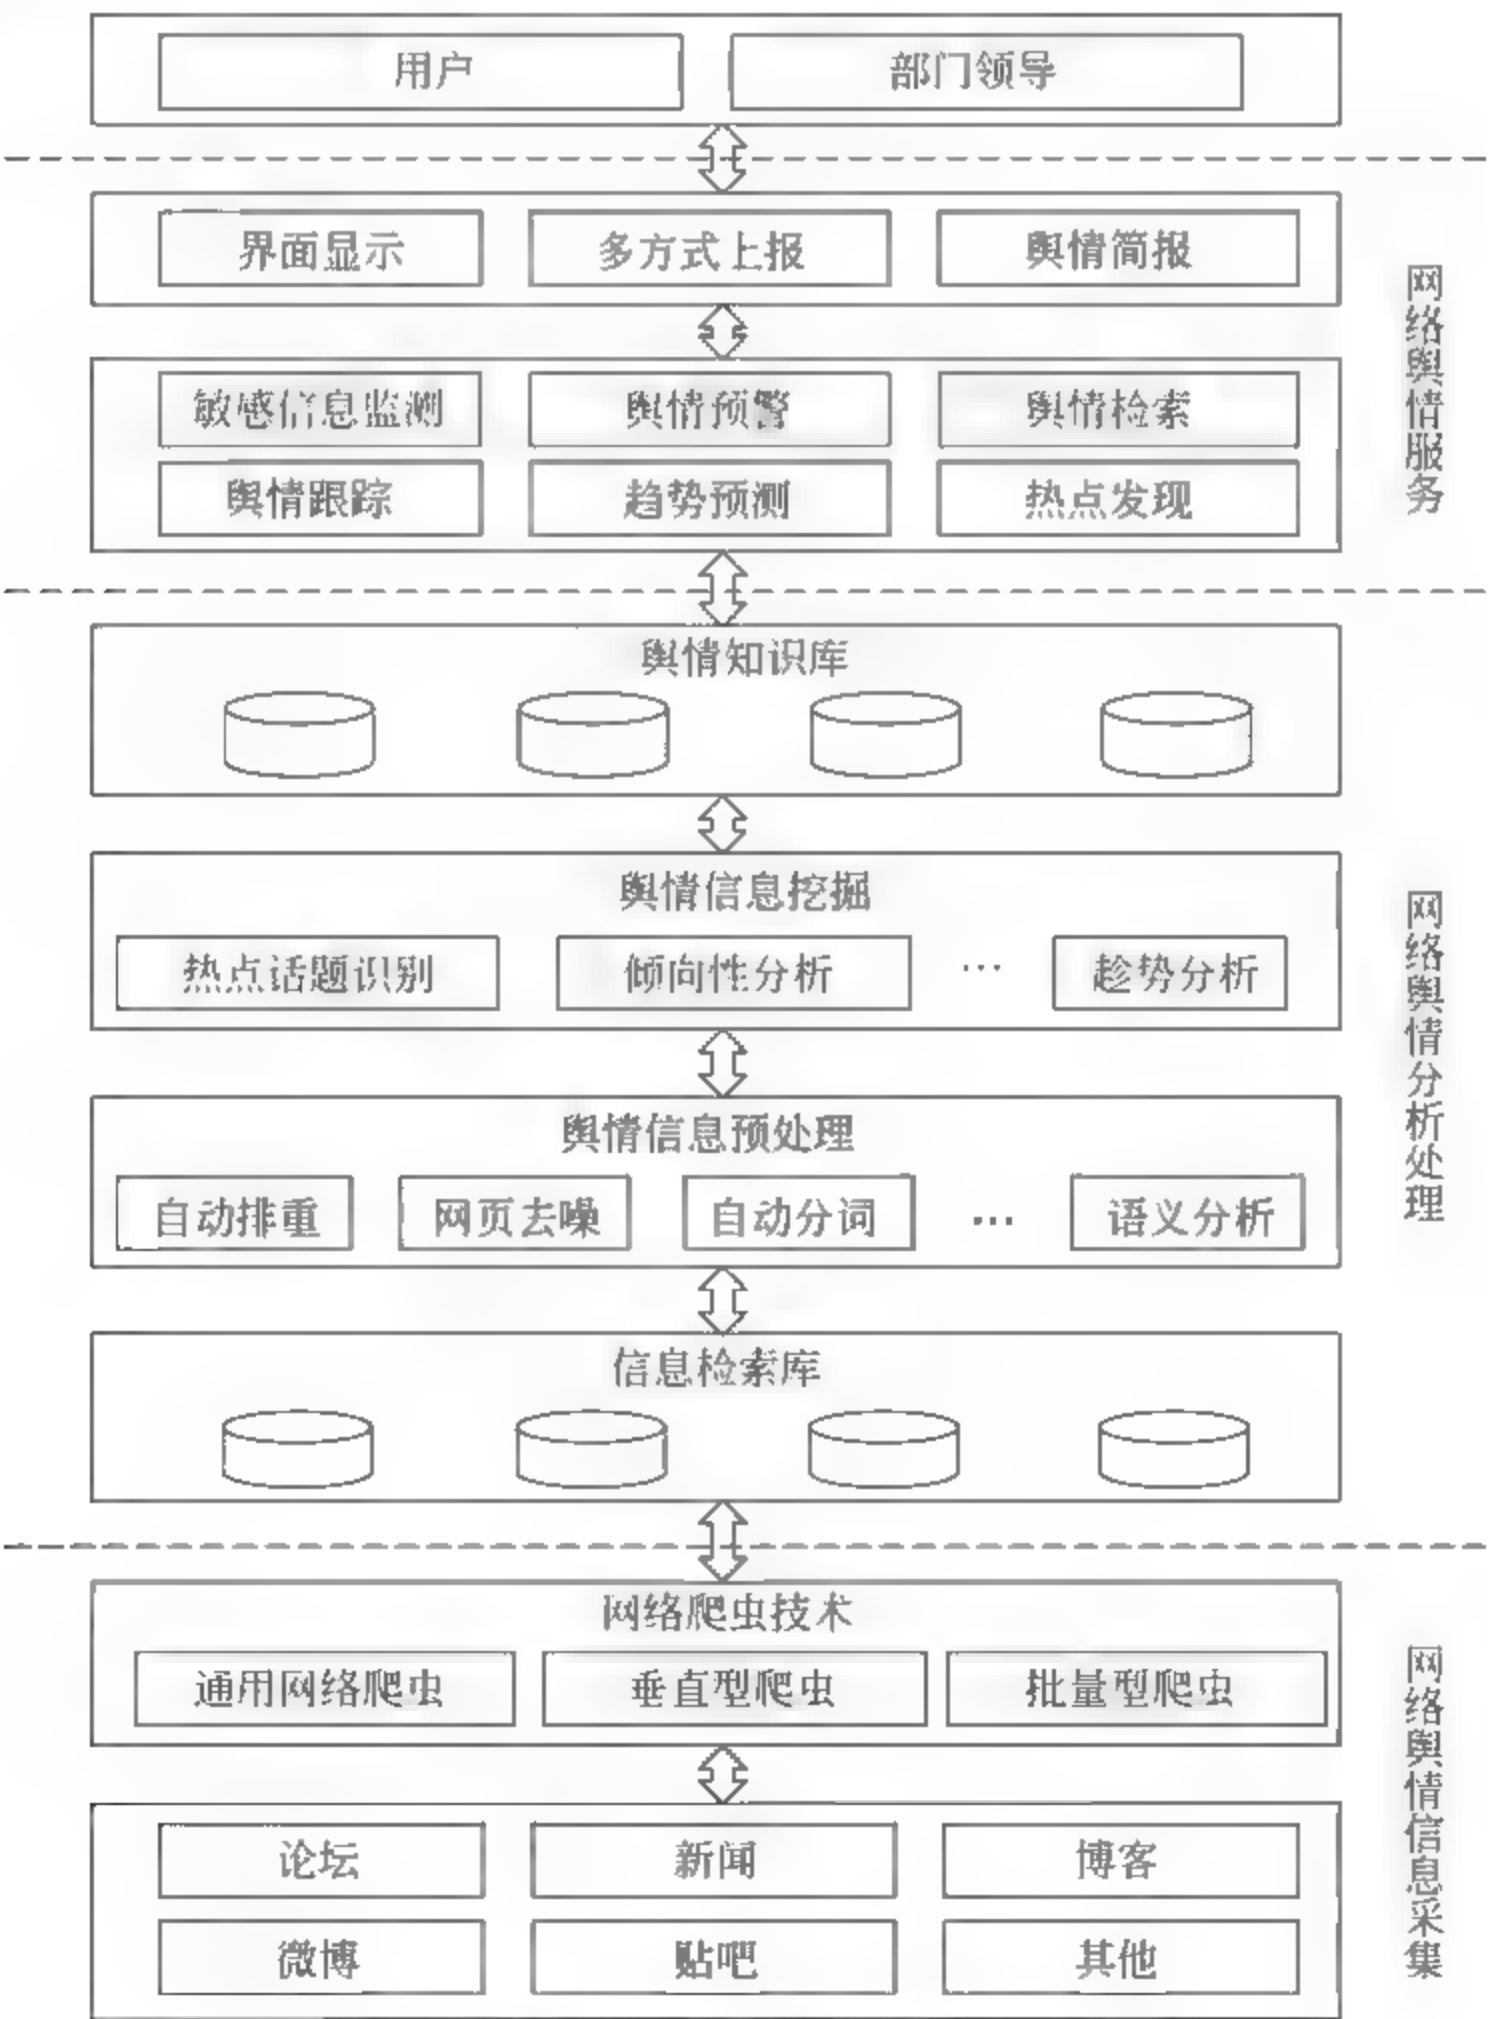 用户 部门领导
界面显示 多方式上报 舆情简报
敏感信息监测 舆情预警 舆情检索
舆情跟踪 趋势预测 热点发现
网络舆情服务
舆情知识库
舆情信息挖掘
热点话题识别 倾向性分析 … 趁势分析
舆情信息预处理
自动排重 网页去噪 自动分词 … 语义分析
信息检索库
网络舆情分析处理
网络爬虫技术
通用网络爬虫 垂直型爬虫 批量型爬虫
论坛 新闻 博客
微博 贴吧 其他
网络舆情信息采集